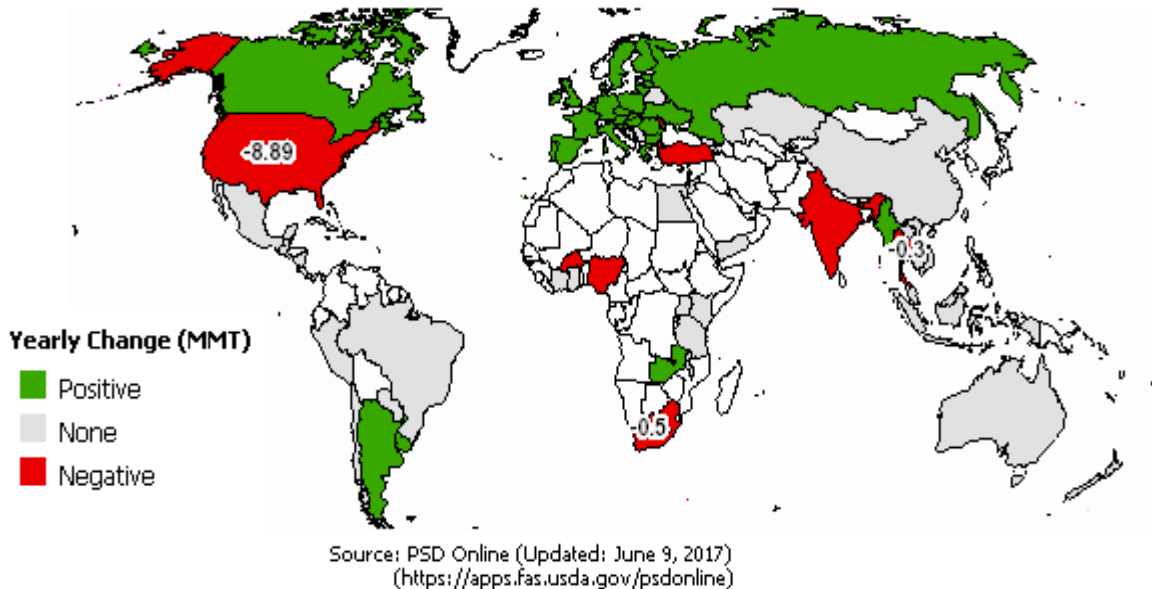 -8.89
-0.3
-0.5
Yearly Change (MMT)
Positive
None
Negative
Source: PSD Online (Updated: June 9, 2017)
(https://apps.fas.usda.gov/psdonline)